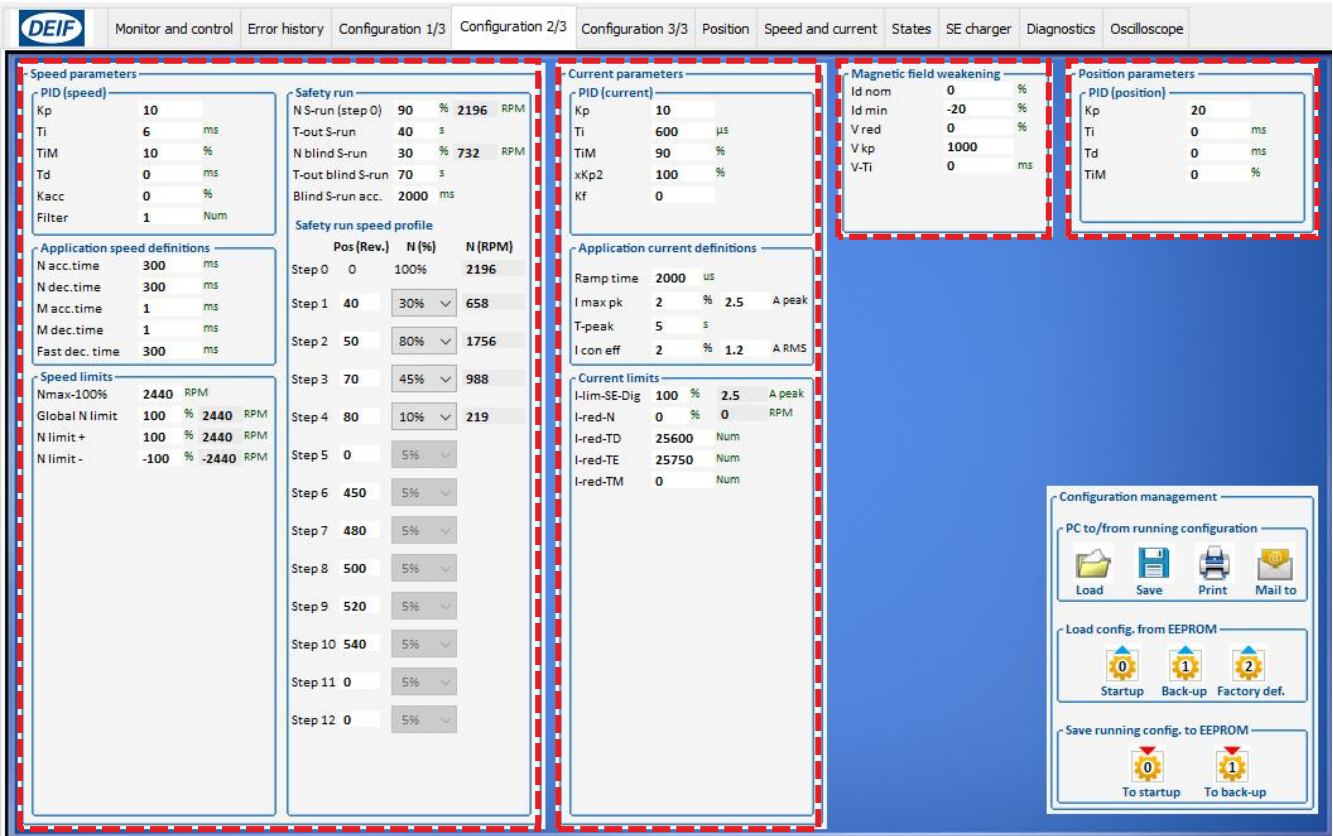 DEIF Monitor and control Error history Configuration 1/3 Configuration 2/3 Configuration 3/3 Position Speed and current States SE charger Diagnostics Oscilloscope
Speed parameters
PID (speed)
Kp 10
Ti 6 ms
TiM 10 %
Td 0 ms
Kacc 0 %
Filter 1 Num
Application speed definitions
N acc.time 300 ms
N dec.time 300 ms
M acc.time 1 ms
M dec.time 1 ms
Fast dec. time 300 ms
Speed limits
Nmax-100% 2440 RPM
Global N limit 100 % 2440 RPM
N limit + 100 % 2440 RPM
N limit - -100 % -2440 RPM
Safety run
N S-run (step 0) 90 % 2196 RPM
T-out S-run 40 s
N blind S-run 30 % 732 RPM
T-out blind S-run 70 s
Blind S-run acc. 2000 ms
Safety run speed profile
Pos (Rev.) N (%) N (RPM)
Step 0 0 100% 2196
Step 1 40 30% 658
Step 2 50 80% 1756
Step 3 70 45% 988
Step 4 80 10% 219
Step 5 0 5%
Step 6 450 5%
Step 7 480 5%
Step 8 500 5%
Step 9 520 5%
Step 10 540 5%
Step 11 0 5%
Step 12 0 5%
Current parameters
PID (current)
Kp 10
Ti 600 µs
TiM 90 %
xKp2 100 %
Kf 0
Application current definitions
Ramp time 2000 us
I max pk 2 % 2.5 A peak
T-peak 5 s
I con eff 2 % 1.2 A RMS
Current limits
I-lim-SE-Dig 100 % 2.5 A peak
I-red-N 0 % 0 RPM
I-red-TD 25600 Num
I-red-TE 25750 Num
I-red-TM 0 Num
Magnetic field weakening
Id nom 0 %
Id min -20 %
V red 0 %
V kp 1000
V-Ti 0 ms
Position parameters
PID (position)
Kp 20
Ti 0 ms
Td 0 ms
TiM 0 %
Configuration management
PC to/from running configuration
Load Save Print Mail to
Load config. from EEPROM
0 1 2
Startup Back-up Factory def.
Save running config. to EEPROM
0 1
To startup To back-up